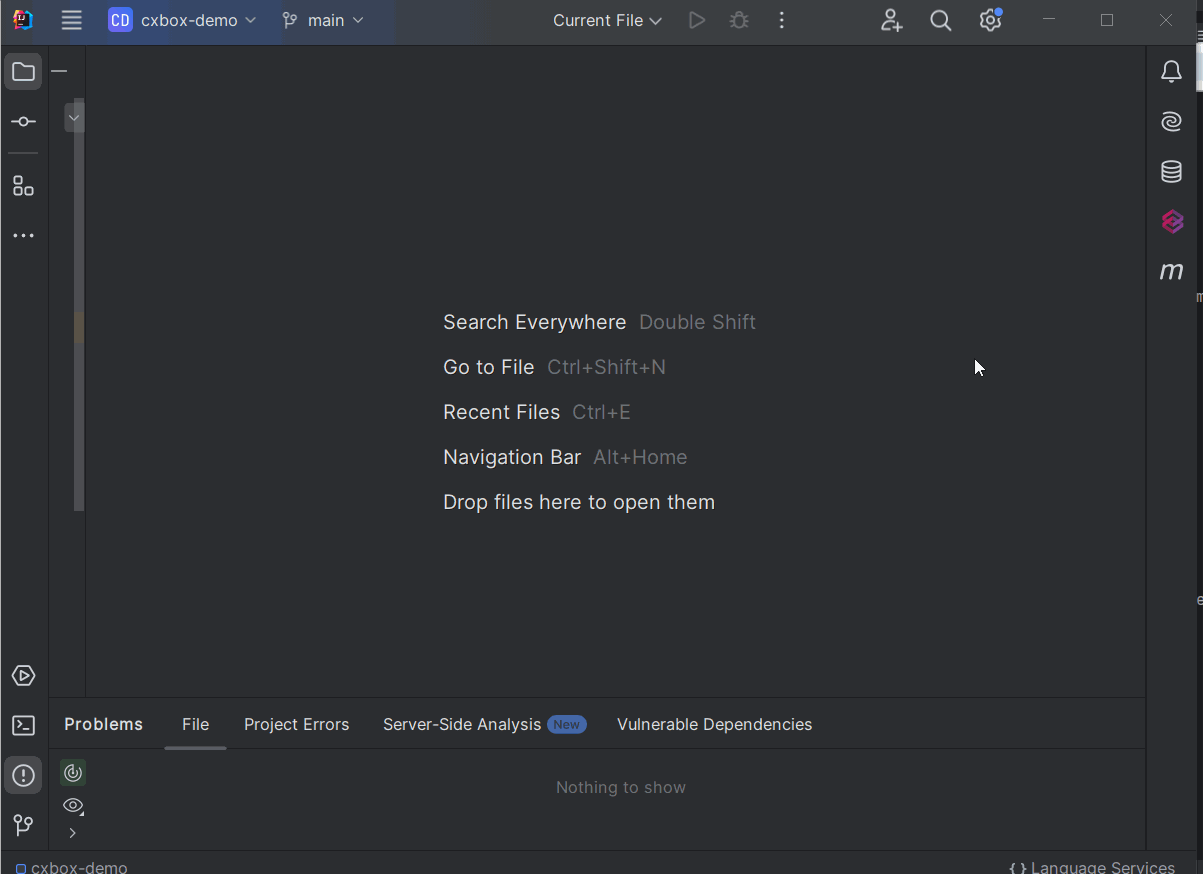 CD cxbox-demo main Current File
Search Everywhere Double Shift
Go to File Ctrl+Shift+N
Recent Files Ctrl+E
Navigation Bar Alt+Home
Drop files here to open them
m
Problems File Project Errors Server-Side Analysis New Vulnerable Dependencies
Nothing to show
cxbox-demo { } Language Services